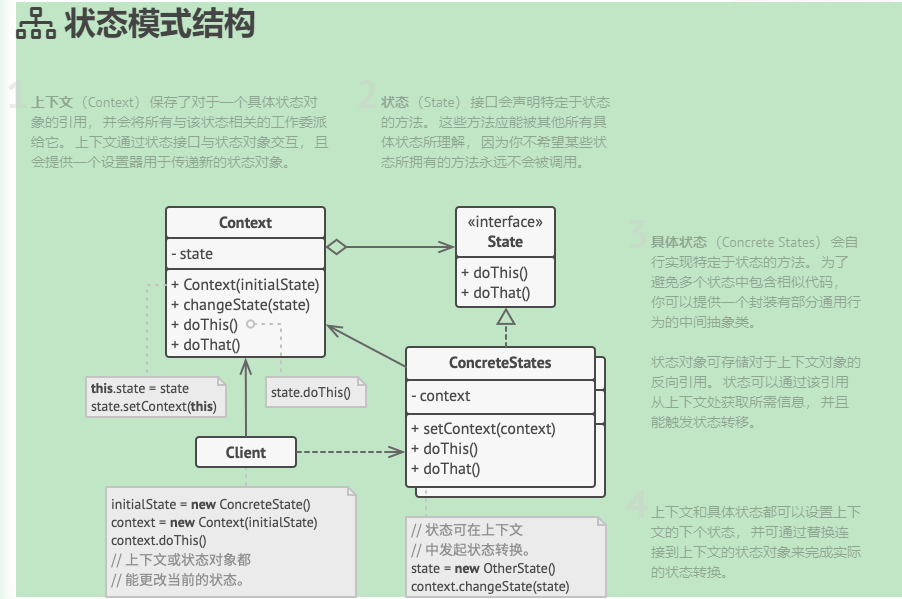 状态模式结构
1
上下文 （Context） 保存了对于一个具体状态对
象的引用， 并会将所有与该状态相关的工作委派
给它。 上下文通过状态接口与状态对象交互， 且
会提供一个设置器用于传递新的状态对象。
2
状态 （State） 接口会声明特定于状态
的方法。 这些方法应能被其他所有具
体状态所理解， 因为你不希望某些状
态所拥有的方法永远不会被调用。
Context
- state
+ Context(initialState)
+ changeState(state)
+ doThis()
+ doThat()
«interface»
State
+ doThis()
+ doThat()
3
具体状态 （Concrete States） 会自
行实现特定于状态的方法。 为了
避免多个状态中包含相似代码，
你可以提供一个封装有部分通用行
为的中间抽象类。
状态对象可存储对于上下文对象的
反向引用。 状态可以通过该引用
从上下文处获取所需信息， 并且
能触发状态转移。
this.state = state
state.setContext(this)
state.doThis()
ConcreteStates
- context
+ setContext(context)
+ doThis()
+ doThat()
Client
initialState = new ConcreteState()
context = new Context(initialState)
context.doThis()
// 上下文或状态对象都
// 能更改当前的状态。
// 状态可在上下文
// 中发起状态转换。
state = new OtherState()
context.changeState(state)
4
上下文和具体状态都可以设置上下
文的下个状态， 并可通过替换连
接到上下文的状态对象来完成实际
的状态转换。